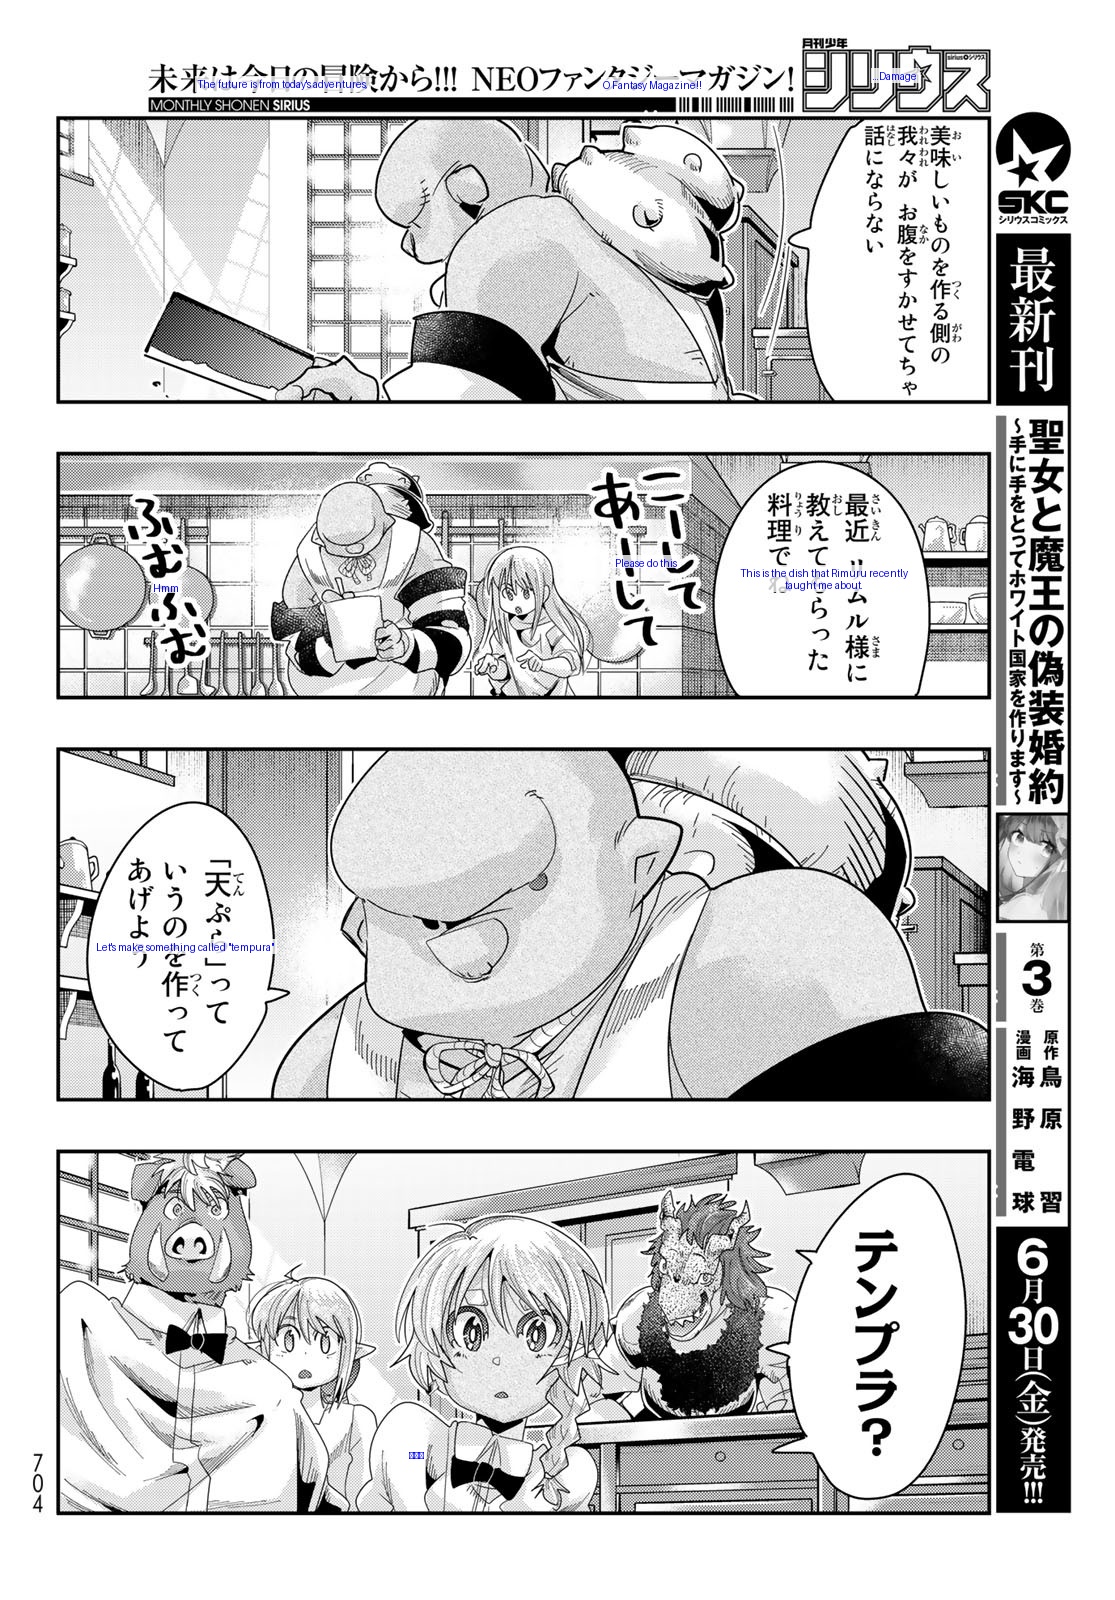 未来は今日の冒険から!!! NEOファンタジーマガジン!
The future is from today's adventures
O Fantasy Magazine!!
MONTHLY SHONEN SIRIUS
月刊少年
シリウス
sirius シリウス
...Damage
美味しいものを作る側の
我々が お腹をすかせてちゃ
話にならない
最近 リムル様に
教えてもらった
料理でね
This is the dish that Rimuru recently
taught me about.
こーして
あーして
Please do this
ふむ
ふむ
Hmm
「天ぷら」って
いうのを作って
あげよう
Let's make something called "tempura"
テンプラ?
704
SKC
シリウスコミックス
最新刊
聖女と魔王の偽装婚約
~手に手をとってホワイト国家を作ります~
第3巻
原作 鳥原習
漫画 海野電球
6月30日(金)発売!!!